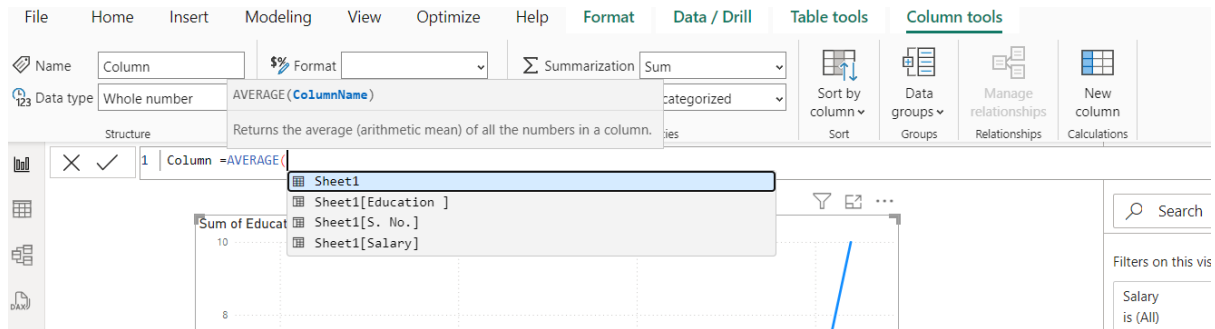 File Home Insert Modeling View Optimize Help Format Data / Drill Table tools Column tools
Name Column $% Format Σ Summarization Sum
123 Data type Whole number categorized
AVERAGE(ColumnName)
Returns the average (arithmetic mean) of all the numbers in a column.
Sort by
column
Data
groups
Manage
relationships
New
column
Structure Sort Groups Relationships Calculations
1 Column =AVERAGE(
Sheet1
Sheet1[Education ]
Sheet1[S. No.]
Sheet1[Salary]
Sum of Educat
10
8
DAX
Search
Filters on this vis
Salary
is (All)